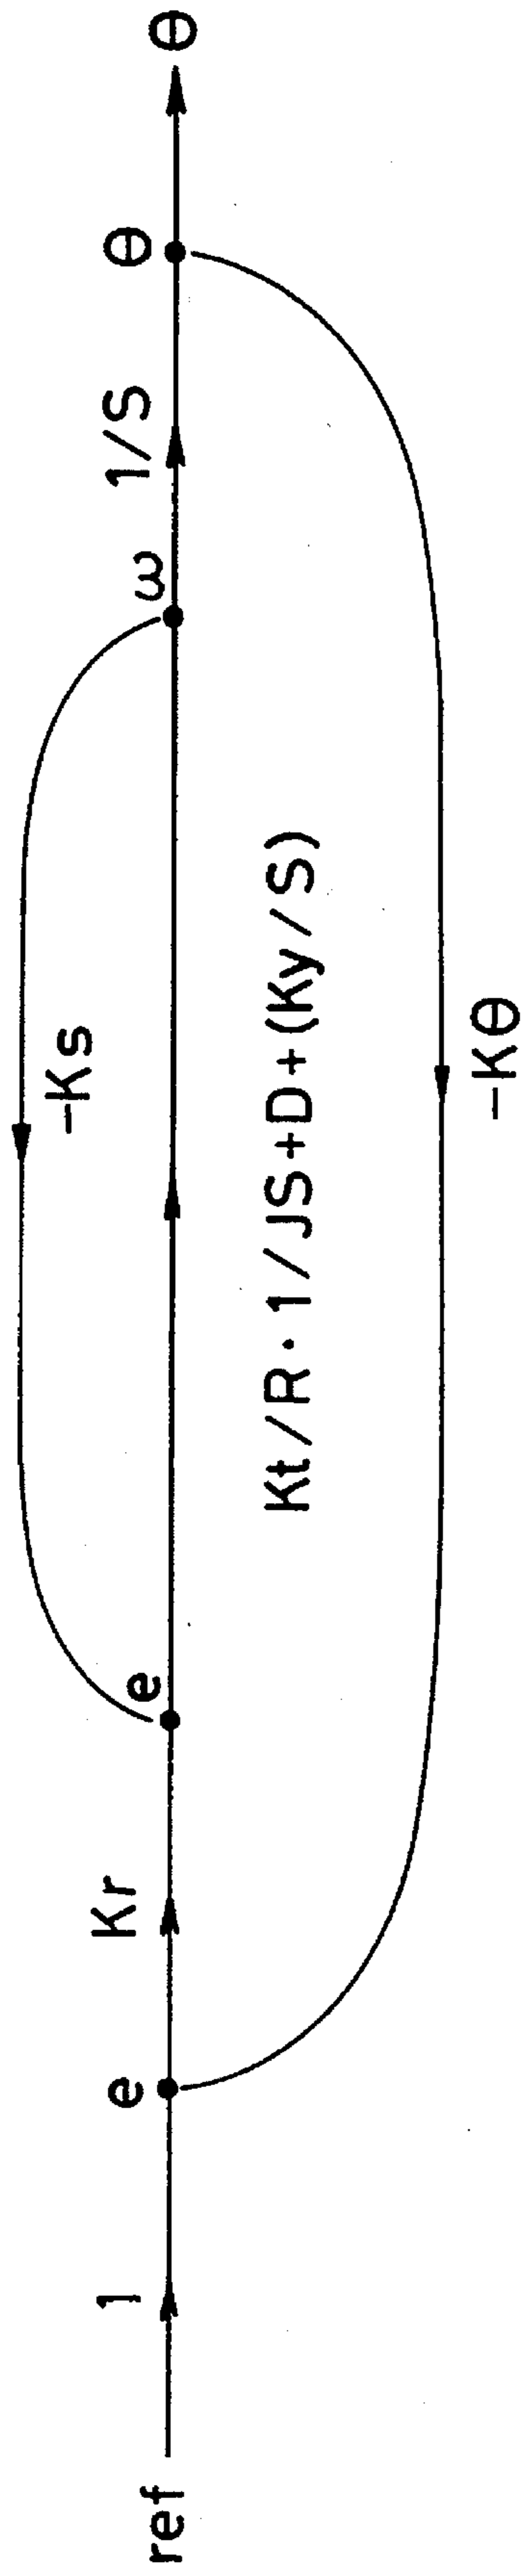 ref
1
e
Kr
e
-Ks
Kt/R·1/JS+D+(Ky/S)
ω
1/S
θ
θ
-Kθ